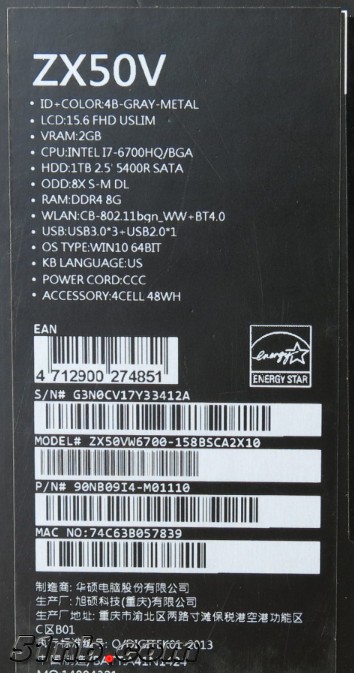 ZX50V
• ID+COLOR:4B-GRAY-METAL
• LCD:15.6 FHD USLIM
• VRAM:2GB
• CPU:INTEL I7-6700HQ/BGA
• HDD:1TB 2.5' 5400R SATA
• ODD:8X S-M DL
• RAM:DDR4 8G
• WLAN:CB-802.11bgn_WW+BT4.0
• USB:USB3.0*3+USB2.0*1
• OS TYPE:WIN10 64BIT
• KB LANGUAGE:US
• POWER CORD:CCC
• ACCESSORY:4CELL 48WH
EAN
4 712900 274851
energy
ENERGY STAR
S/N# G3N0CV17Y33412A
MODEL# ZX50VW6700-158BSCA2X10
P/N# 90NB09I4-M01110
MAC NO:74C63B057839
制造商: 华硕电脑股份有限公司
生产厂: 旭硕科技(重庆)有限公司
生产厂地址: 重庆市渝北区两路寸滩保税港空港功能区
C区B01